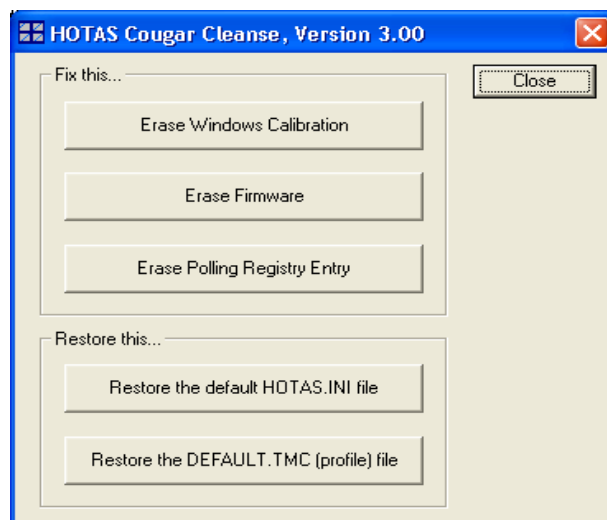 HOTAS Cougar Cleanse, Version 3.00
Fix this...
Close
Erase Windows Calibration
Erase Firmware
Erase Polling Registry Entry
Restore this...
Restore the default HOTAS.INI file
Restore the DEFAULT.TMC (profile) file